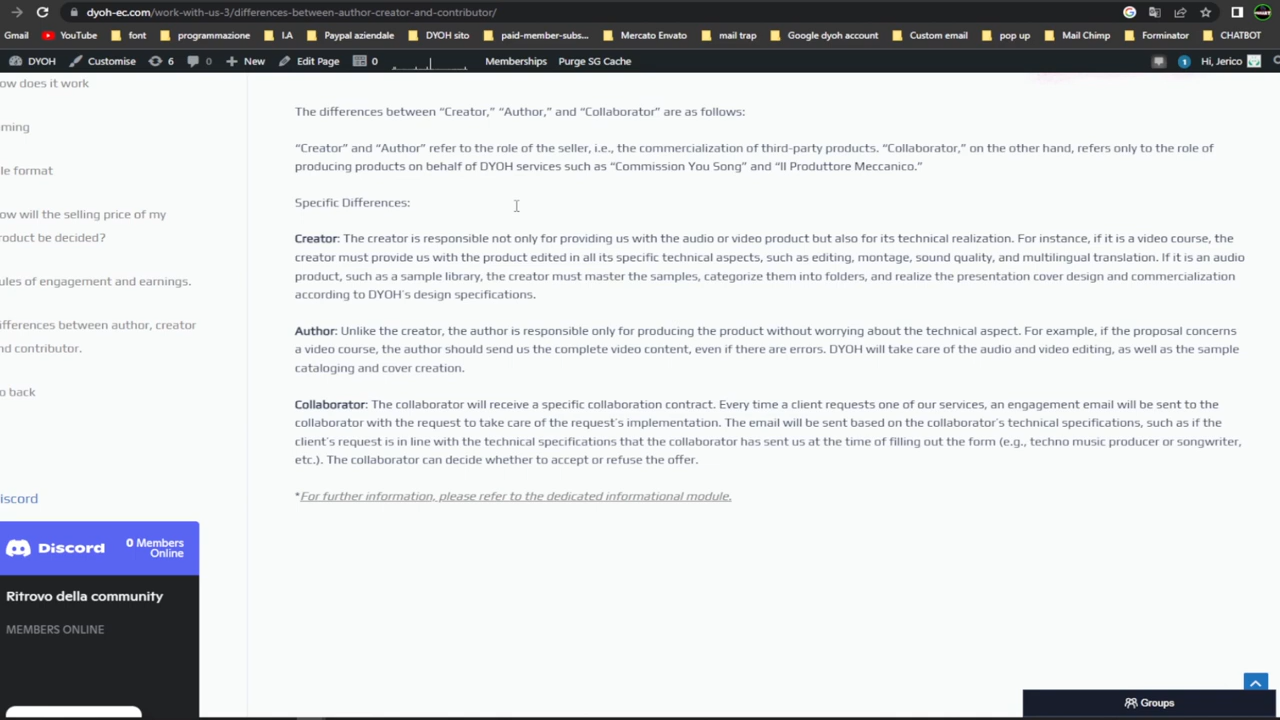 dyoh-ec.com/work-with-us-3/differences-between-author-creator-and-contributor/
Gmail YouTube font programmazione I.A Paypal aziendale DYOH sito paid-member-subs... Mercato Envato mail trap Google dyoh account Custom email pop up Mail Chimp Forminator CHATBOT
DYOH Customise 6 0 New Edit Page 0 Memberships Purge SG Cache 1 Hi, Jerico
ow does it work
ming
le format
ow will the selling price of my
roduct be decided?
ules of engagement and earnings.
ifferences between author, creator
nd contributor.
o back
iscord
Discord 0 Members
Online
Ritrovo della community
MEMBERS ONLINE
The differences between “Creator,” “Author,” and “Collaborator” are as follows:
“Creator” and “Author” refer to the role of the seller, i.e., the commercialization of third-party products. “Collaborator,” on the other hand, refers only to the role of
producing products on behalf of DYOH services such as “Commission You Song” and “Il Produttore Meccanico.”
Specific Differences:
Creator: The creator is responsible not only for providing us with the audio or video product but also for its technical realization. For instance, if it is a video course, the
creator must provide us with the product edited in all its specific technical aspects, such as editing, montage, sound quality, and multilingual translation. If it is an audio
product, such as a sample library, the creator must master the samples, categorize them into folders, and realize the presentation cover design and commercialization
according to DYOH’s design specifications.
Author: Unlike the creator, the author is responsible only for producing the product without worrying about the technical aspect. For example, if the proposal concerns
a video course, the author should send us the complete video content, even if there are errors. DYOH will take care of the audio and video editing, as well as the sample
cataloging and cover creation.
Collaborator: The collaborator will receive a specific collaboration contract. Every time a client requests one of our services, an engagement email will be sent to the
collaborator with the request to take care of the request’s implementation. The email will be sent based on the collaborator’s technical specifications, such as if the
client’s request is in line with the technical specifications that the collaborator has sent us at the time of filling out the form (e.g., techno music producer or songwriter,
etc.). The collaborator can decide whether to accept or refuse the offer.
*For further information, please refer to the dedicated informational module.
Groups